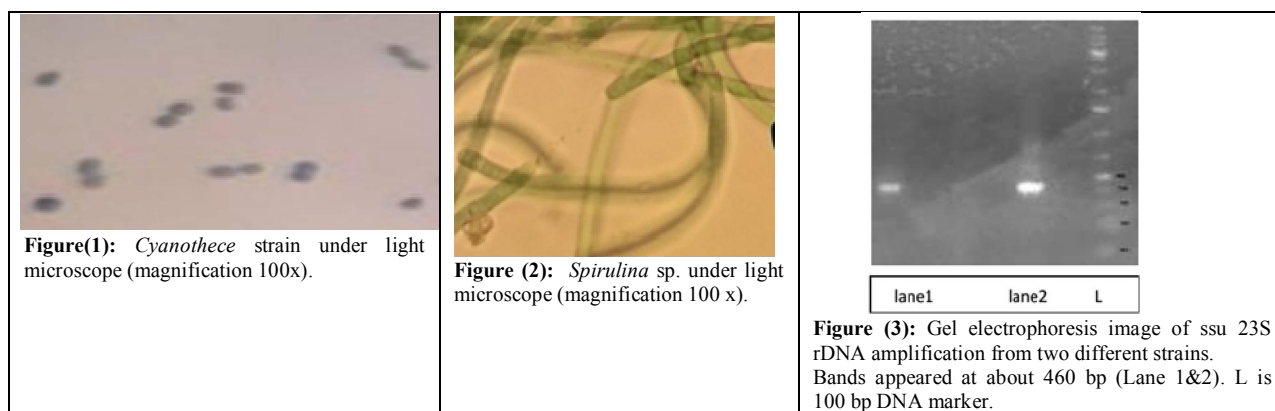 Figure(1): Cyanothece strain under light
microscope (magnification 100x).
Figure (2): Spirulina sp. under light
microscope (magnification 100 x).
lane1 lane2 L
Figure (3): Gel electrophoresis image of ssu 23S
rDNA amplification from two different strains.
Bands appeared at about 460 bp (Lane 1&2). L is
100 bp DNA marker.